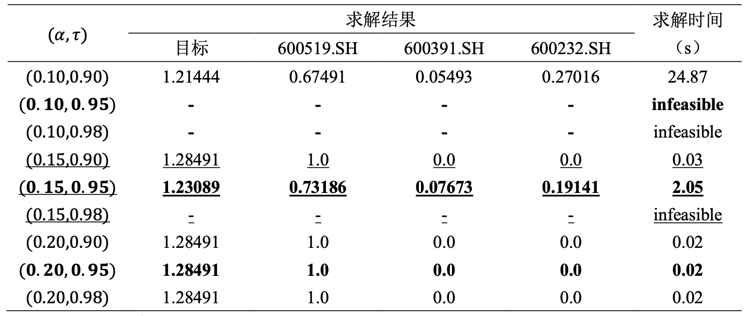 (α,τ) 求解结果 求解时间
目标 600519.SH 600391.SH 600232.SH （s）
(0.10,0.90) 1.21444 0.67491 0.05493 0.27016 24.87
(0.10,0.95) - - - - infeasible
(0.10,0.98) - - - - infeasible
(0.15,0.90) 1.28491 1.0 0.0 0.0 0.03
(0.15,0.95) 1.23089 0.73186 0.07673 0.19141 2.05
(0.15,0.98) - - - - infeasible
(0.20,0.90) 1.28491 1.0 0.0 0.0 0.02
(0.20,0.95) 1.28491 1.0 0.0 0.0 0.02
(0.20,0.98) 1.28491 1.0 0.0 0.0 0.02